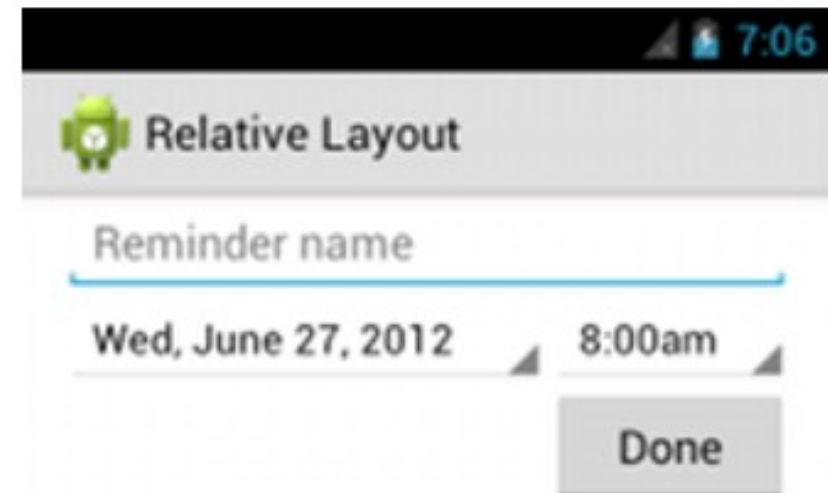 7:06
Relative Layout
Reminder name
Wed, June 27, 2012 8:00am
Done